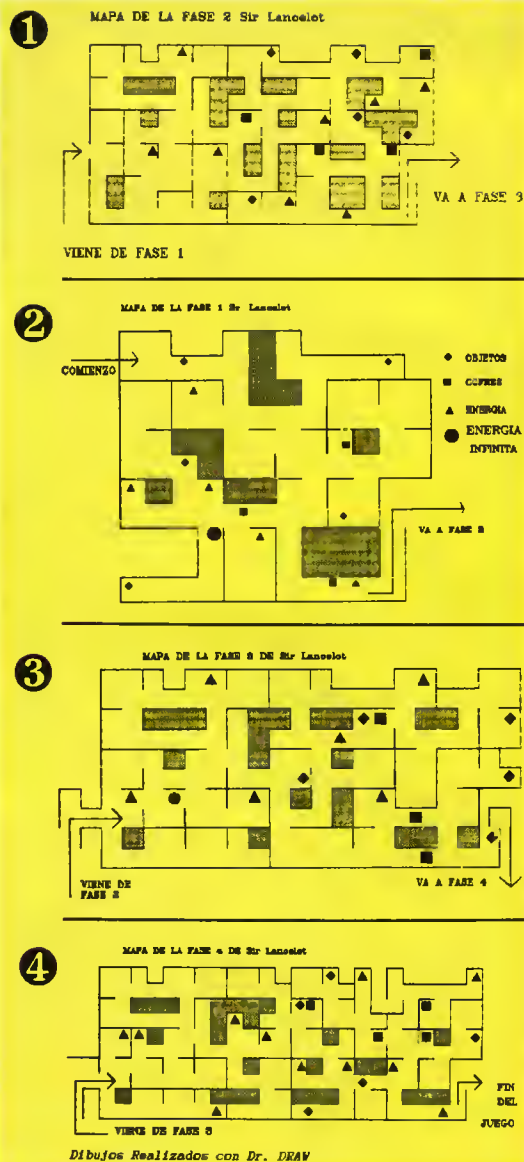 1
MAPA DE LA FASE 2 Sir Lancelot
VA A FASE 3
VIENE DE FASE 1
2
MAPA DE LA FASE 1 Sr Lancelot
COMIENZO
OBJETOS
COFRES
ENERGIA
ENERGIA
INFINITA
VA A FASE 2
3
MAPA DE LA FASE 3 DE Sir Lancelot
VIENE DE
FASE 2
VA A FASE 4
4
MAPA DE LA FASE 4 DE Sir Lancelot
FIN
DEL
JUEGO
VIENE DE FASE 3
Dibujos Realizados con Dr. DRAW